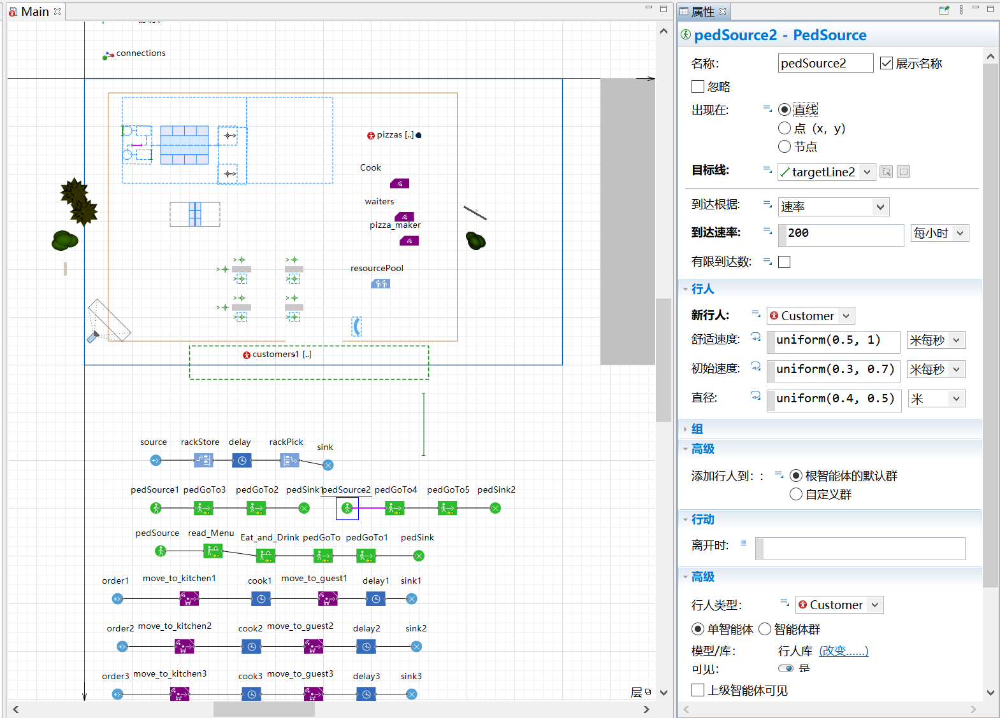 Main
connections
pizzas [..]
Cook
waiters
pizza_maker
resourcePool
customers1 [..]
source
rackStore
delay
rackPick
sink
pedSource1
pedGoTo3
pedGoTo2
pedSink1
pedSource2
pedGoTo4
pedGoTo5
pedSink2
pedSource
read_Menu
Eat_and_Drink
pedGoTo
pedGoTo1
pedSink
order1
move_to_kitchen1
cook1
move_to_guest1
delay1
sink1
order2
move_to_kitchen2
cook2
move_to_guest2
delay2
sink2
order3
move_to_kitchen3
cook3
move_to_guest3
delay3
sink3
层
属性
pedSource2 - PedSource
名称: pedSource2 展示名称
忽略
出现在: 直线
点（x，y）
节点
目标线: targetLine2
到达根据: 速率
到达速率: 200 每小时
有限到达数:
行人
新行人: Customer
舒适速度: uniform(0.5, 1) 米每秒
初始速度: uniform(0.3, 0.7) 米每秒
直径: uniform(0.4, 0.5) 米
组
高级
添加行人到：: 根智能体的默认群
自定义群
行动
离开时:
高级
行人类型: Customer
单智能体 智能体群
模型/库: 行人库 (改变......)
可见: 是
上级智能体可见